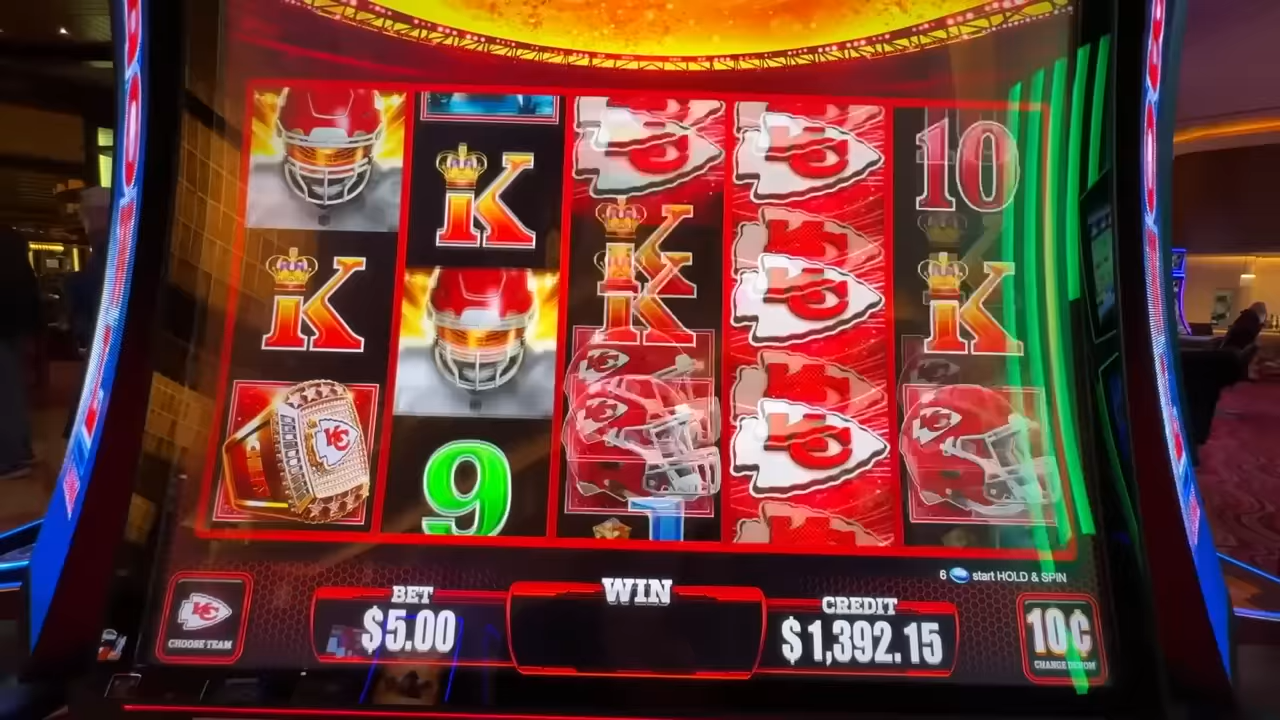 K
10
K
K
K
K
KC
9
J
6 start HOLD & SPIN
BET
WIN
CREDIT
$5.00
$1,392.15
10¢
CHOOSE TEAM
CHANGE DENOM